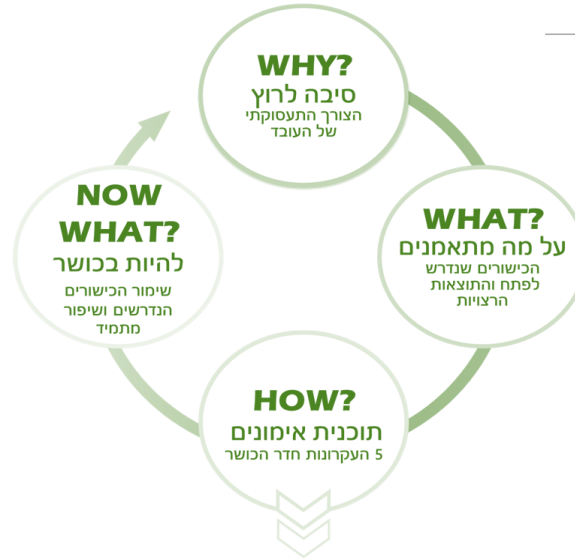 WHY?
סיבה לרוץ
הצורך התעסוקתי
של העובד
WHAT?
על מה מתאמנים
הכישורים שנדרש
לפתח והתוצאות
הרצויות
HOW?
תוכנית אימונים
5 העקרונות חדר הכושר
NOW
WHAT?
להיות בכושר
שימור הכישורים
הנדרשים ושיפור
מתמיד